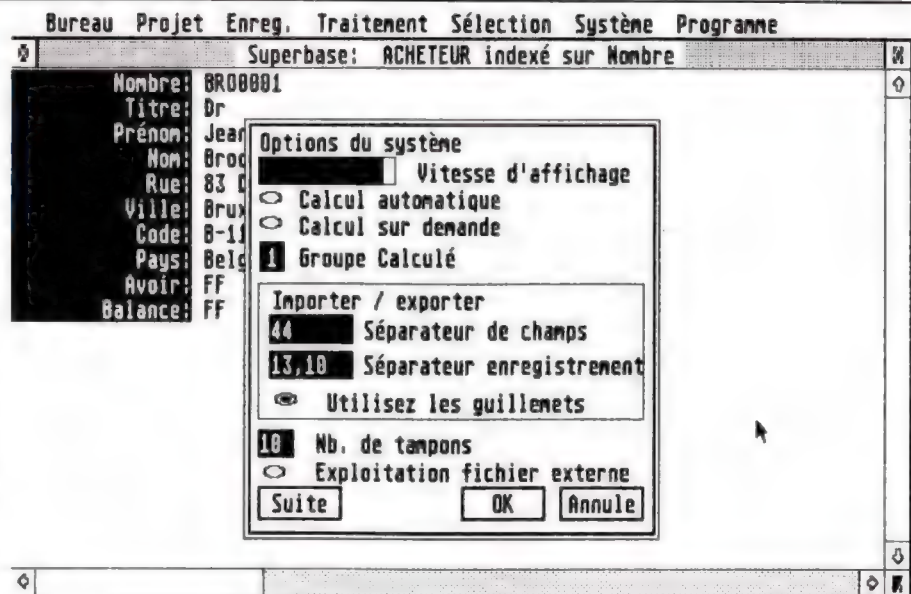 Bureau Projet Enreg. Traitement Sélection Système Programme
Superbase: ACHETEUR indexé sur Nombre
Nombre: BR00001
Titre: Dr
Prénom: Jear
Nom: Broc
Rue: 83 D
Ville: Brux
Code: B-11
Pays: Belg
Avoir: FF
Balance: FF
Options du système
Vitesse d'affichage
Calcul automatique
Calcul sur demande
1 Groupe Calculé
Importer / exporter
44 Séparateur de champs
13,10 Séparateur enregistrement
Utilisez les guillemets
10 Nb. de tampons
Exploitation fichier externe
Suite OK Annule